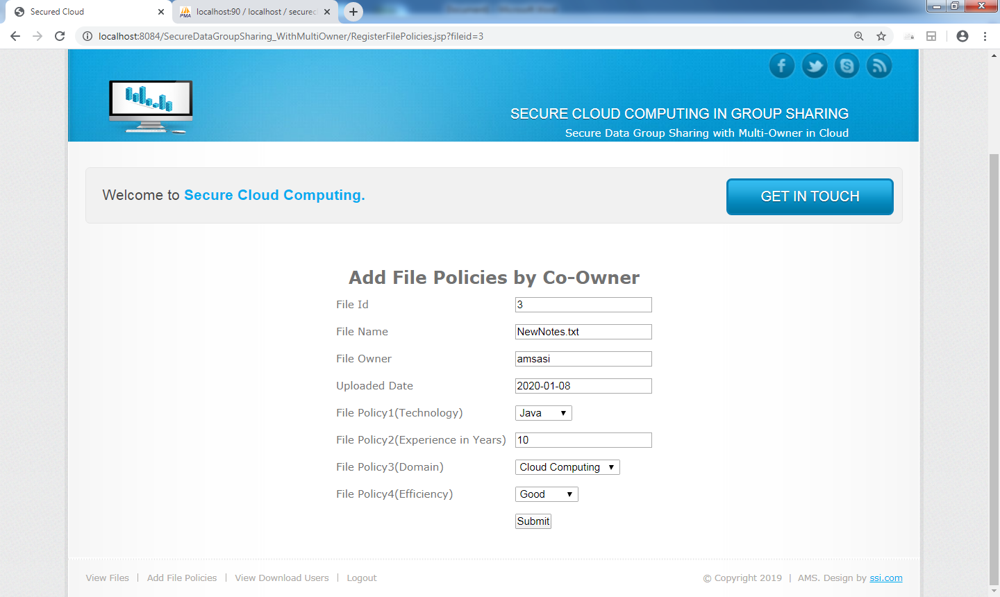 Secured Cloud
localhost:90 / localhost / securec
PMA
localhost:8084/SecureDataGroupSharing_WithMultiOwner/RegisterFilePolicies.jsp?fileid=3
SECURE CLOUD COMPUTING IN GROUP SHARING
Secure Data Group Sharing with Multi-Owner in Cloud
Welcome to Secure Cloud Computing.
GET IN TOUCH
Add File Policies by Co-Owner
File Id 3
File Name NewNotes.txt
File Owner amsasi
Uploaded Date 2020-01-08
File Policy1(Technology) Java
File Policy2(Experience in Years) 10
File Policy3(Domain) Cloud Computing
File Policy4(Efficiency) Good
Submit
View Files | Add File Policies | View Download Users | Logout
© Copyright 2019 | AMS. Design by ssi.com